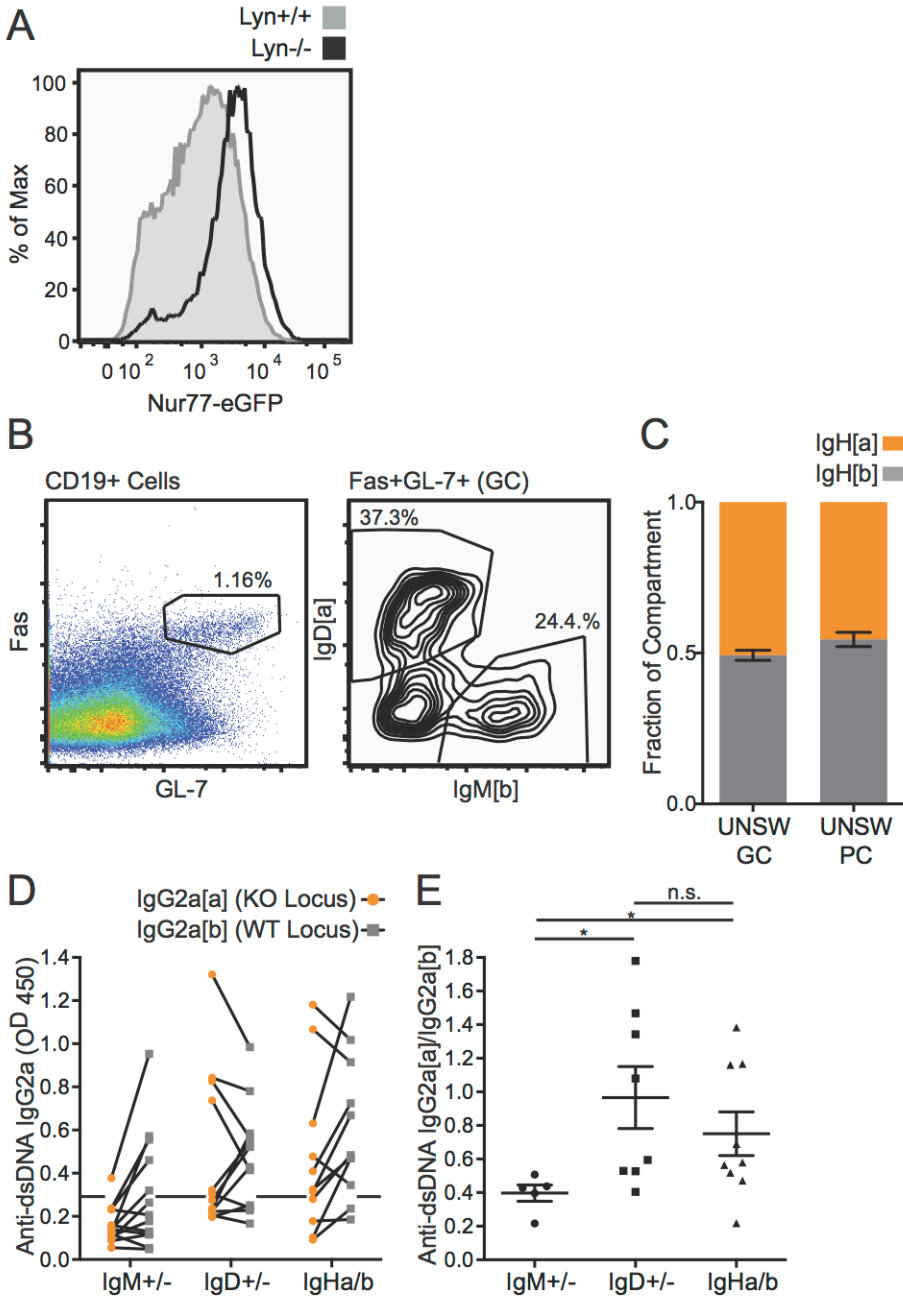 A
Lyn+/+
Lyn-/-
100
80
60
40
20
0
% of Max
0 10^2 10^3 10^4 10^5
Nur77-eGFP
B
CD19+ Cells
1.16%
Fas
GL-7
Fas+GL-7+ (GC)
37.3%
24.4.%
IgD[a]
IgM[b]
C
IgH[a]
IgH[b]
1.0
0.5
0.0
Fraction of Compartment
UNSW GC
UNSW PC
D
IgG2a[a] (KO Locus)
IgG2a[b] (WT Locus)
1.4
1.2
1.0
0.8
0.6
0.4
0.2
0.0
Anti-dsDNA IgG2a (OD 450)
IgM+/- IgD+/- IgHa/b
E
n.s.
*
*
1.8
1.6
1.4
1.2
1.0
0.8
0.6
0.4
0.2
0.0
Anti-dsDNA IgG2a[a]/IgG2a[b]
IgM+/- IgD+/- IgHa/b